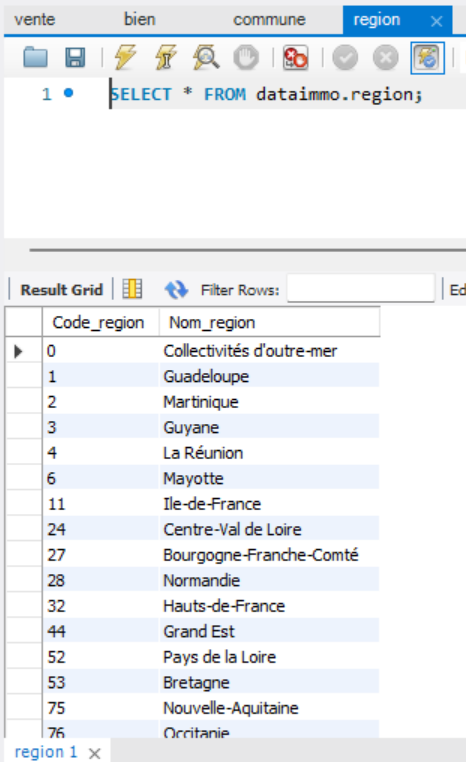 vente bien commune region ×
1 SELECT * FROM dataimmo.region;
Result Grid Filter Rows: Ed
Code_region Nom_region
0 Collectivités d'outre-mer
1 Guadeloupe
2 Martinique
3 Guyane
4 La Réunion
6 Mayotte
11 Ile-de-France
24 Centre-Val de Loire
27 Bourgogne-Franche-Comté
28 Normandie
32 Hauts-de-France
44 Grand Est
52 Pays de la Loire
53 Bretagne
75 Nouvelle-Aquitaine
76 Occitanie
region 1 ×